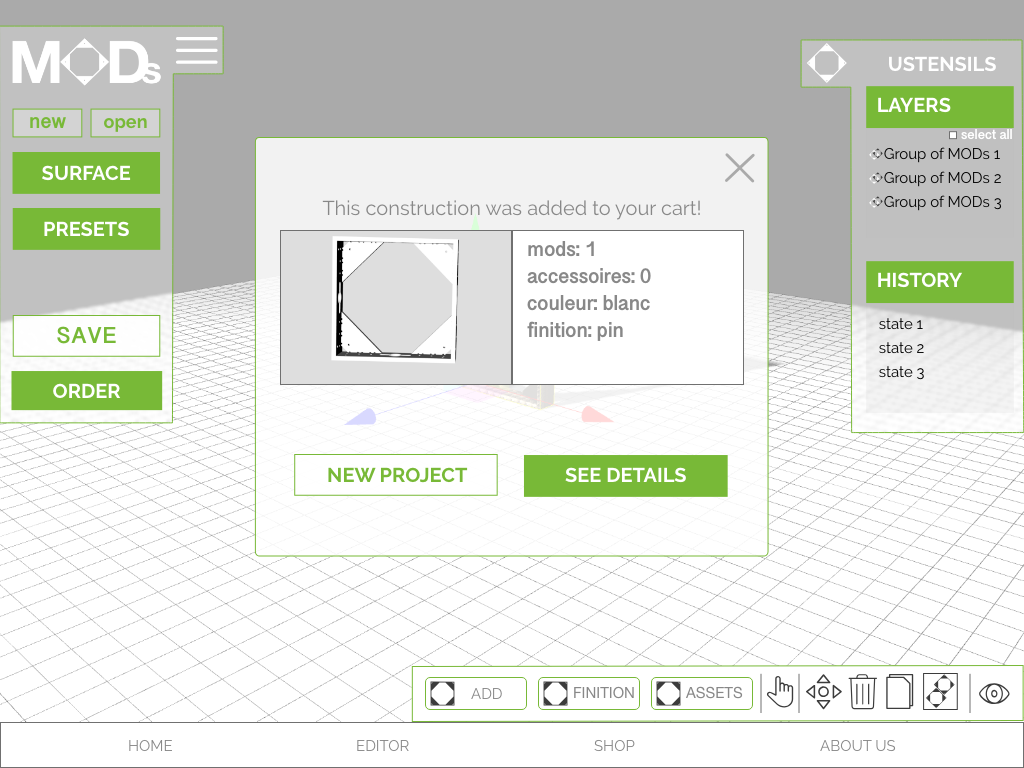 MODs
new open
SURFACE
PRESETS
SAVE
ORDER
This construction was added to your cart!
mods: 1
accessoires: 0
couleur: blanc
finition: pin
NEW PROJECT
SEE DETAILS
USTENSILS
LAYERS
select all
Group of MODs 1
Group of MODs 2
Group of MODs 3
HISTORY
state 1
state 2
state 3
ADD
FINITION
ASSETS
HOME
EDITOR
SHOP
ABOUT US